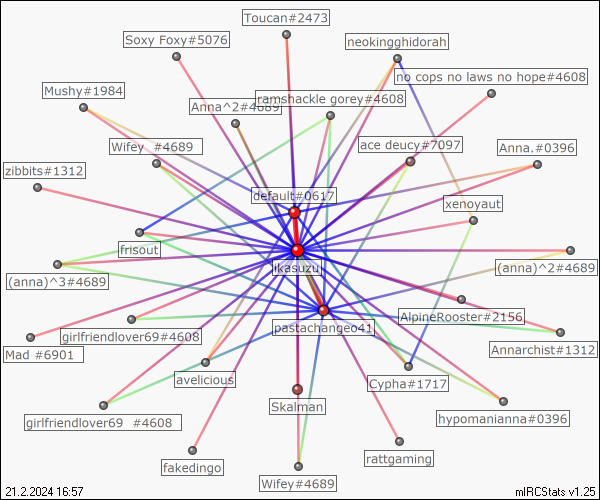 Toucan#2473
Soxy Foxy#5076
neokingghidorah
no cops no laws no hope#4608
Mushy#1984
Anna^2#4689
ramshackle gorey#4608
Wifey  #4689
ace deucy#7097
Anna.#0396
zibbits#1312
default#0617
xenoyaut
frisout
ikasuzu
(anna)^2#4689
(anna)^3#4689
AlpineRooster#2156
girlfriendlover69#4608
pastachangeo41
Annarchist#1312
Mad #6901
avelicious
Cypha#1717
Skalman
girlfriendlover69  #4608
hypomanianna#0396
rattgaming
fakedingo
Wifey#4689
21.2.2024 16:57
mIRCStats v1.25